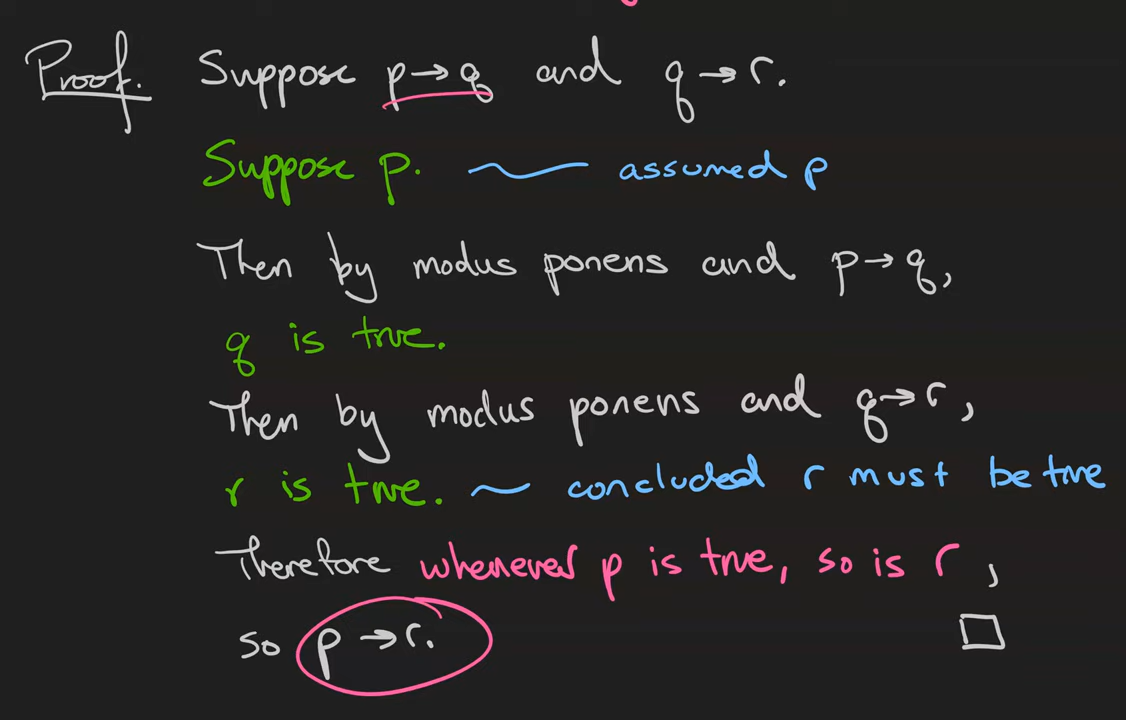 Proof. Suppose p→q and q→r.
Suppose p. ~ assumed p
Then by modus ponens and p→q,
q is true.
Then by modus ponens and q→r,
r is true. ~ concluded r must be true
Therefore whenever p is true, so is r,
so p→r. □